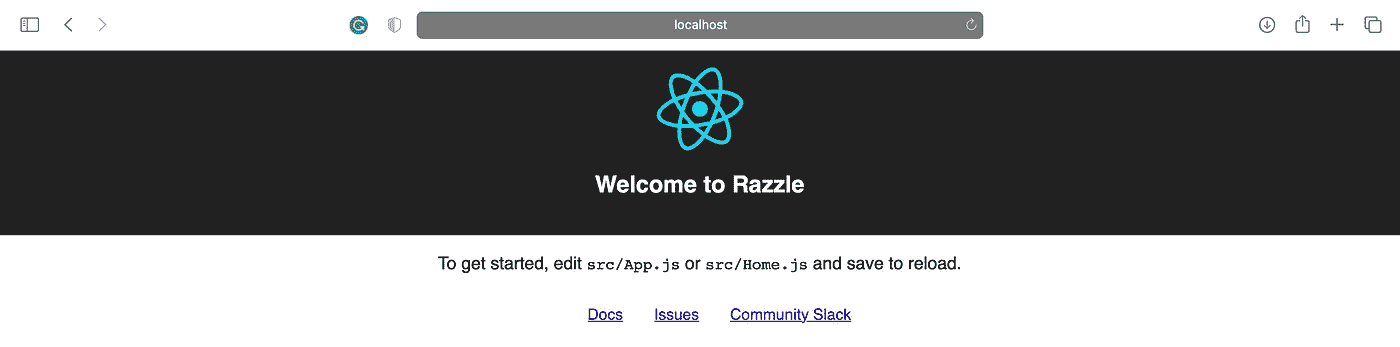 localhost
Welcome to Razzle
To get started, edit src/App.js or src/Home.js and save to reload.
Docs Issues Community Slack